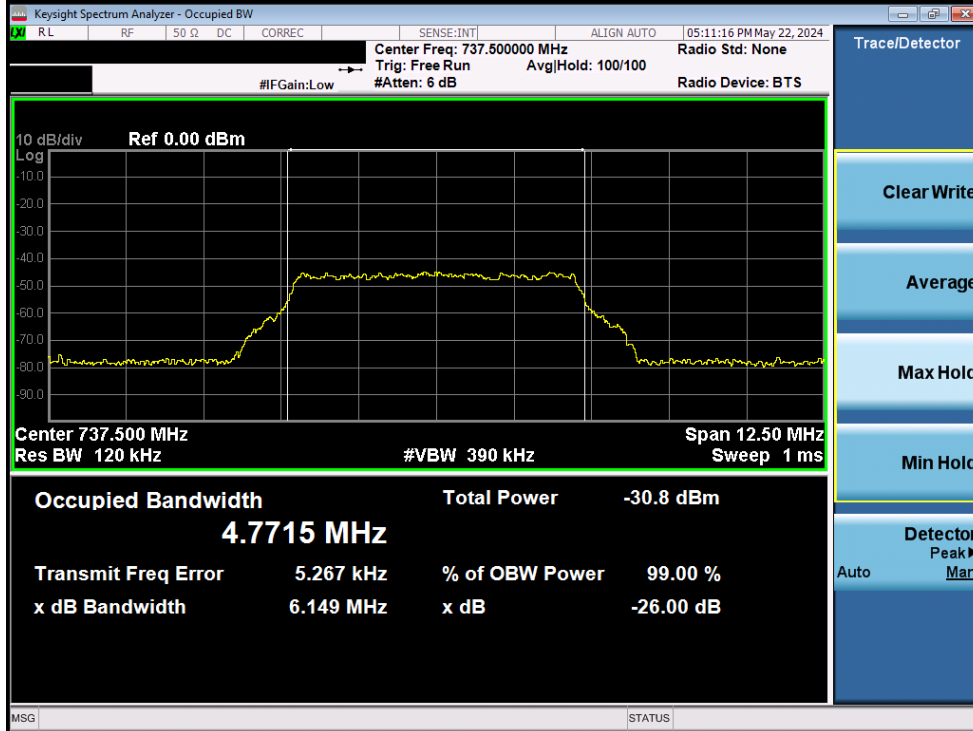 Keysight Spectrum Analyzer - Occupied BW
LXI RL RF 50 Ω DC CORREC SENSE:INT ALIGN AUTO 05:11:16 PM May 22, 2024
Center Freq: 737.500000 MHz Radio Std: None
Trig: Free Run Avg|Hold: 100/100
#IFGain:Low #Atten: 6 dB Radio Device: BTS
10 dB/div Ref 0.00 dBm
Log
-10.0
-20.0
-30.0
-40.0
-50.0
-60.0
-70.0
-80.0
-90.0
Center 737.500 MHz Span 12.50 MHz
Res BW 120 kHz #VBW 390 kHz Sweep 1 ms
Occupied Bandwidth Total Power -30.8 dBm
4.7715 MHz
Transmit Freq Error 5.267 kHz % of OBW Power 99.00 %
x dB Bandwidth 6.149 MHz x dB -26.00 dB
MSG STATUS
Trace/Detector
Clear Write
Average
Max Hold
Min Hold
Detector
Peak
Auto Man